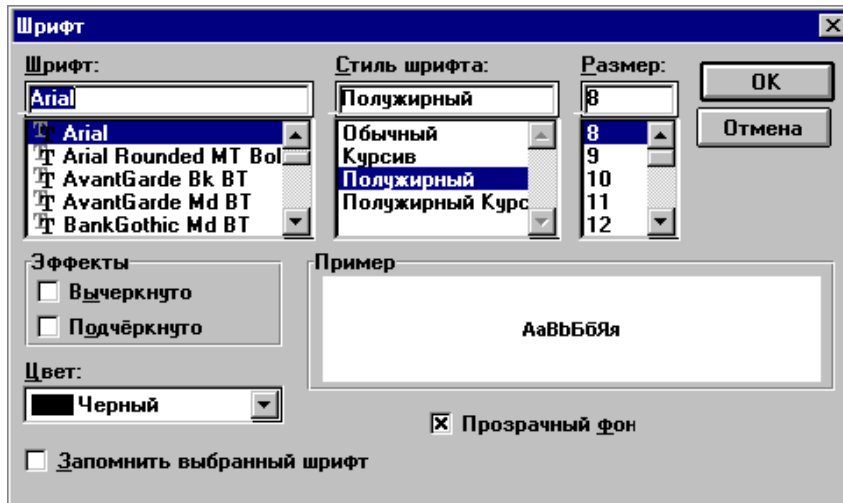 Шрифт
Шрифт:
Arial
Arial
Arial Rounded MT Bol
AvantGarde Bk BT
AvantGarde Md BT
BankGothic Md BT
Стиль шрифта:
Полужирный
Обычный
Курсив
Полужирный
Полужирный Курс
Размер:
8
8
9
10
11
12
OK
Отмена
Эффекты
Вычеркнуто
Подчёркнуто
Пример
AaBbБбЯя
Цвет:
Черный
Прозрачный фон
Запомнить выбранный шрифт